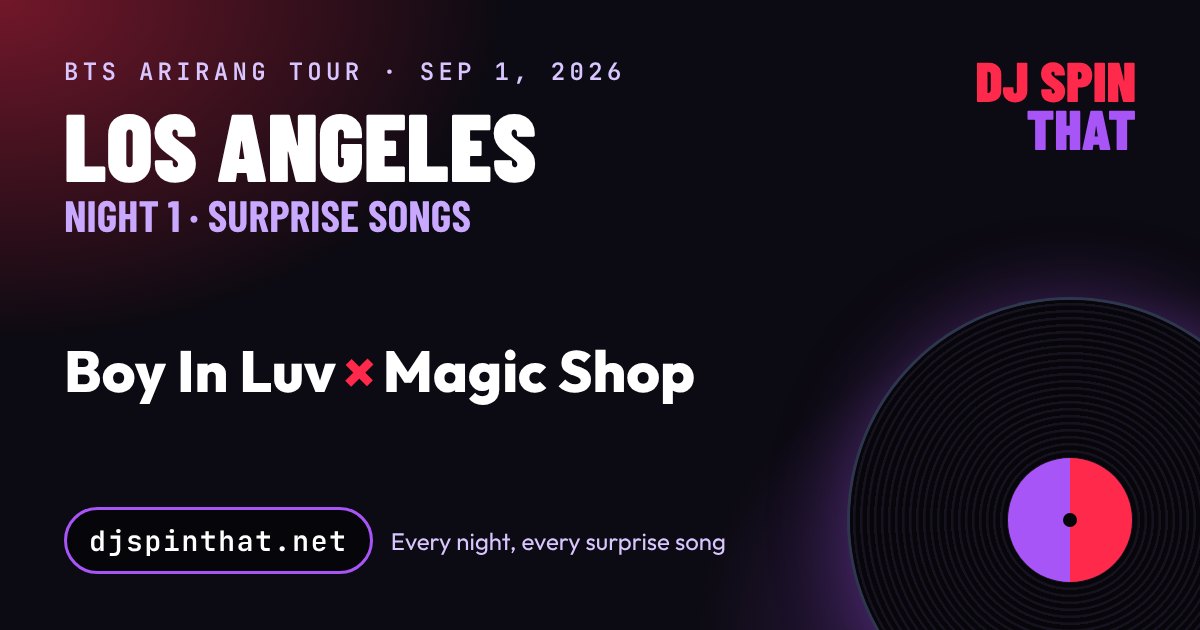 BTS ARIRANG TOUR · SEP 1, 2026
LOS ANGELES
NIGHT 1 · SURPRISE SONGS
DJ SPIN
THAT
Boy In Luv × Magic Shop
djspinthat.net
Every night, every surprise song